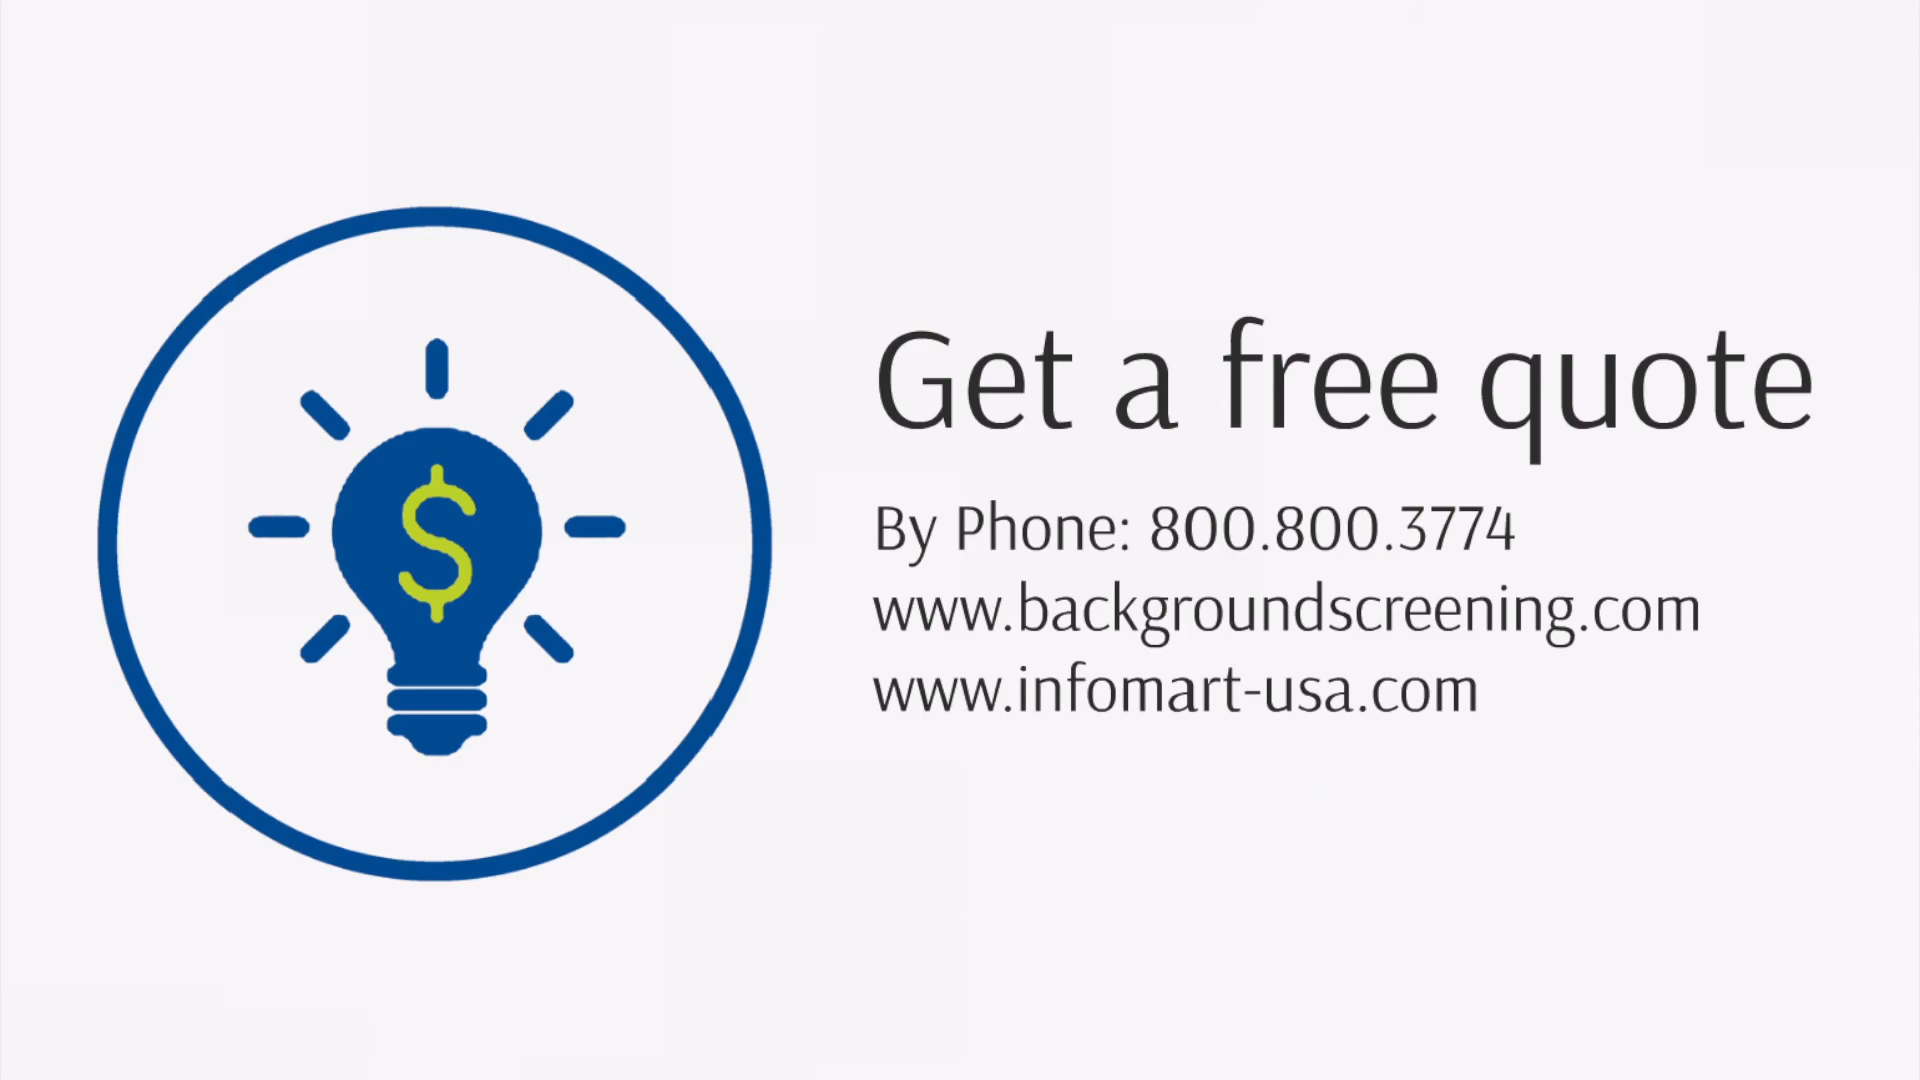 $
Get a free quote
By Phone: 800.800.3774
www.backgroundscreening.com
www.infomart-usa.com